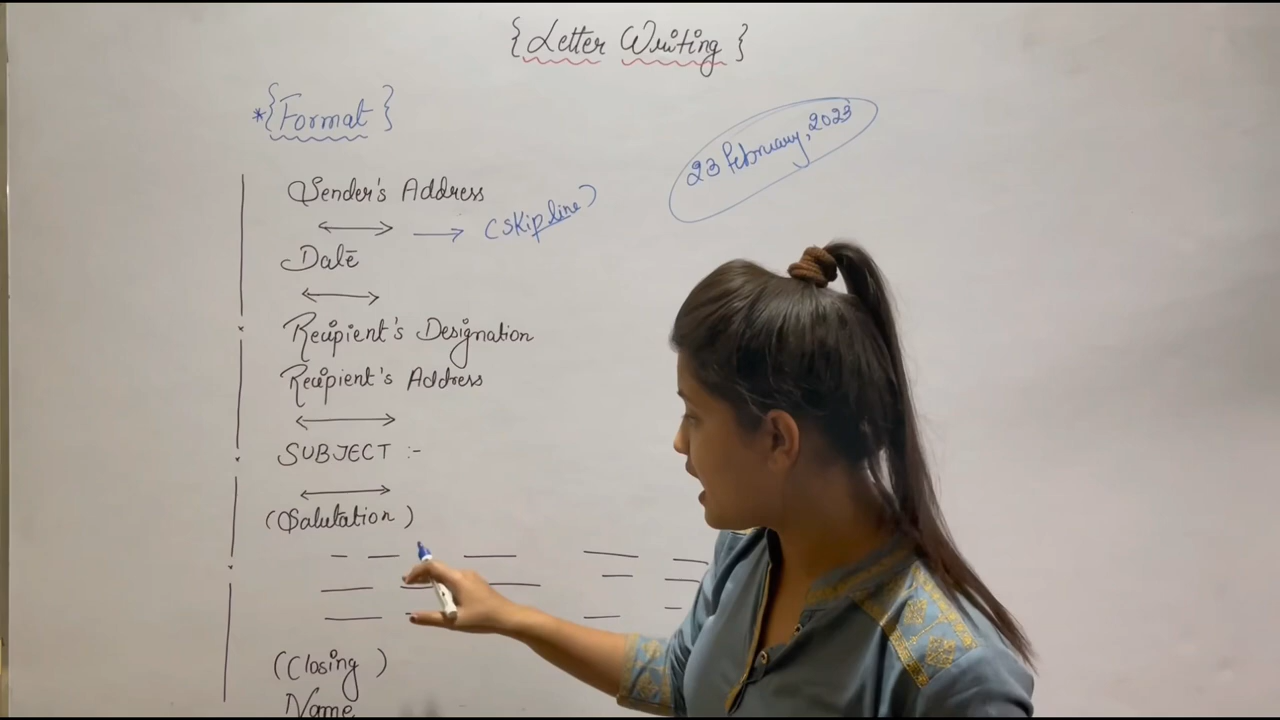 {Letter Writing}
*{Format}
23 February, 2023
Sender's Address
(Skip line)
Date
Recipient's Designation
Recipient's Address
SUBJECT :-
(Salutation)
(Closing)
Name